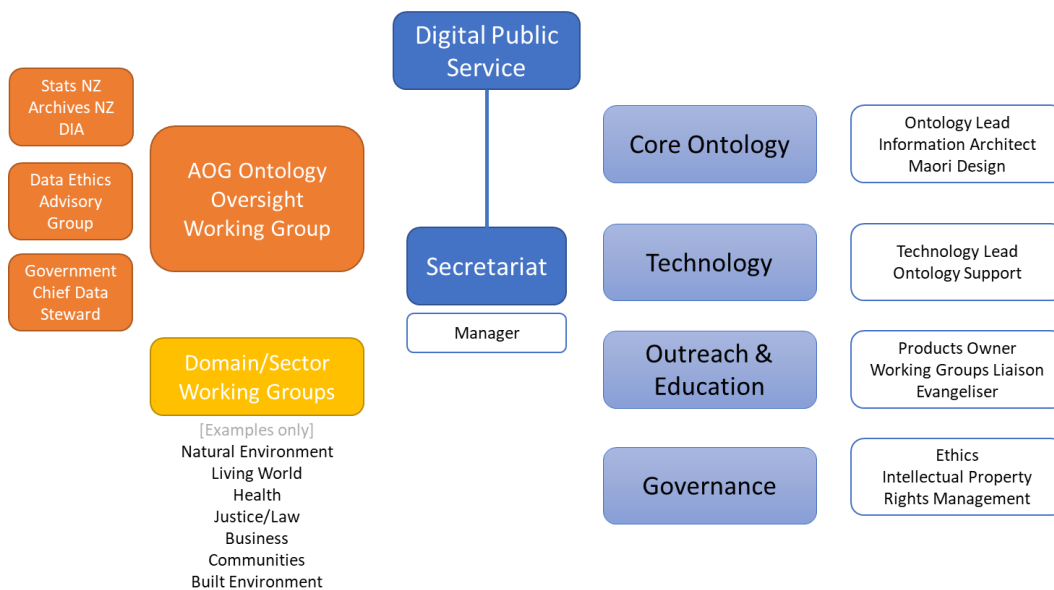 Digital Public
Service
Stats NZ
Archives NZ
DIA
Data Ethics
Advisory
Group
Government
Chief Data
Steward
AOG Ontology
Oversight
Working Group
Domain/Sector
Working Groups
[Examples only]
Natural Environment
Living World
Health
Justice/Law
Business
Communities
Built Environment
Secretariat
Manager
Core Ontology
Ontology Lead
Information Architect
Maori Design
Technology
Technology Lead
Ontology Support
Outreach &
Education
Products Owner
Working Groups Liaison
Evangeliser
Governance
Ethics
Intellectual Property
Rights Management